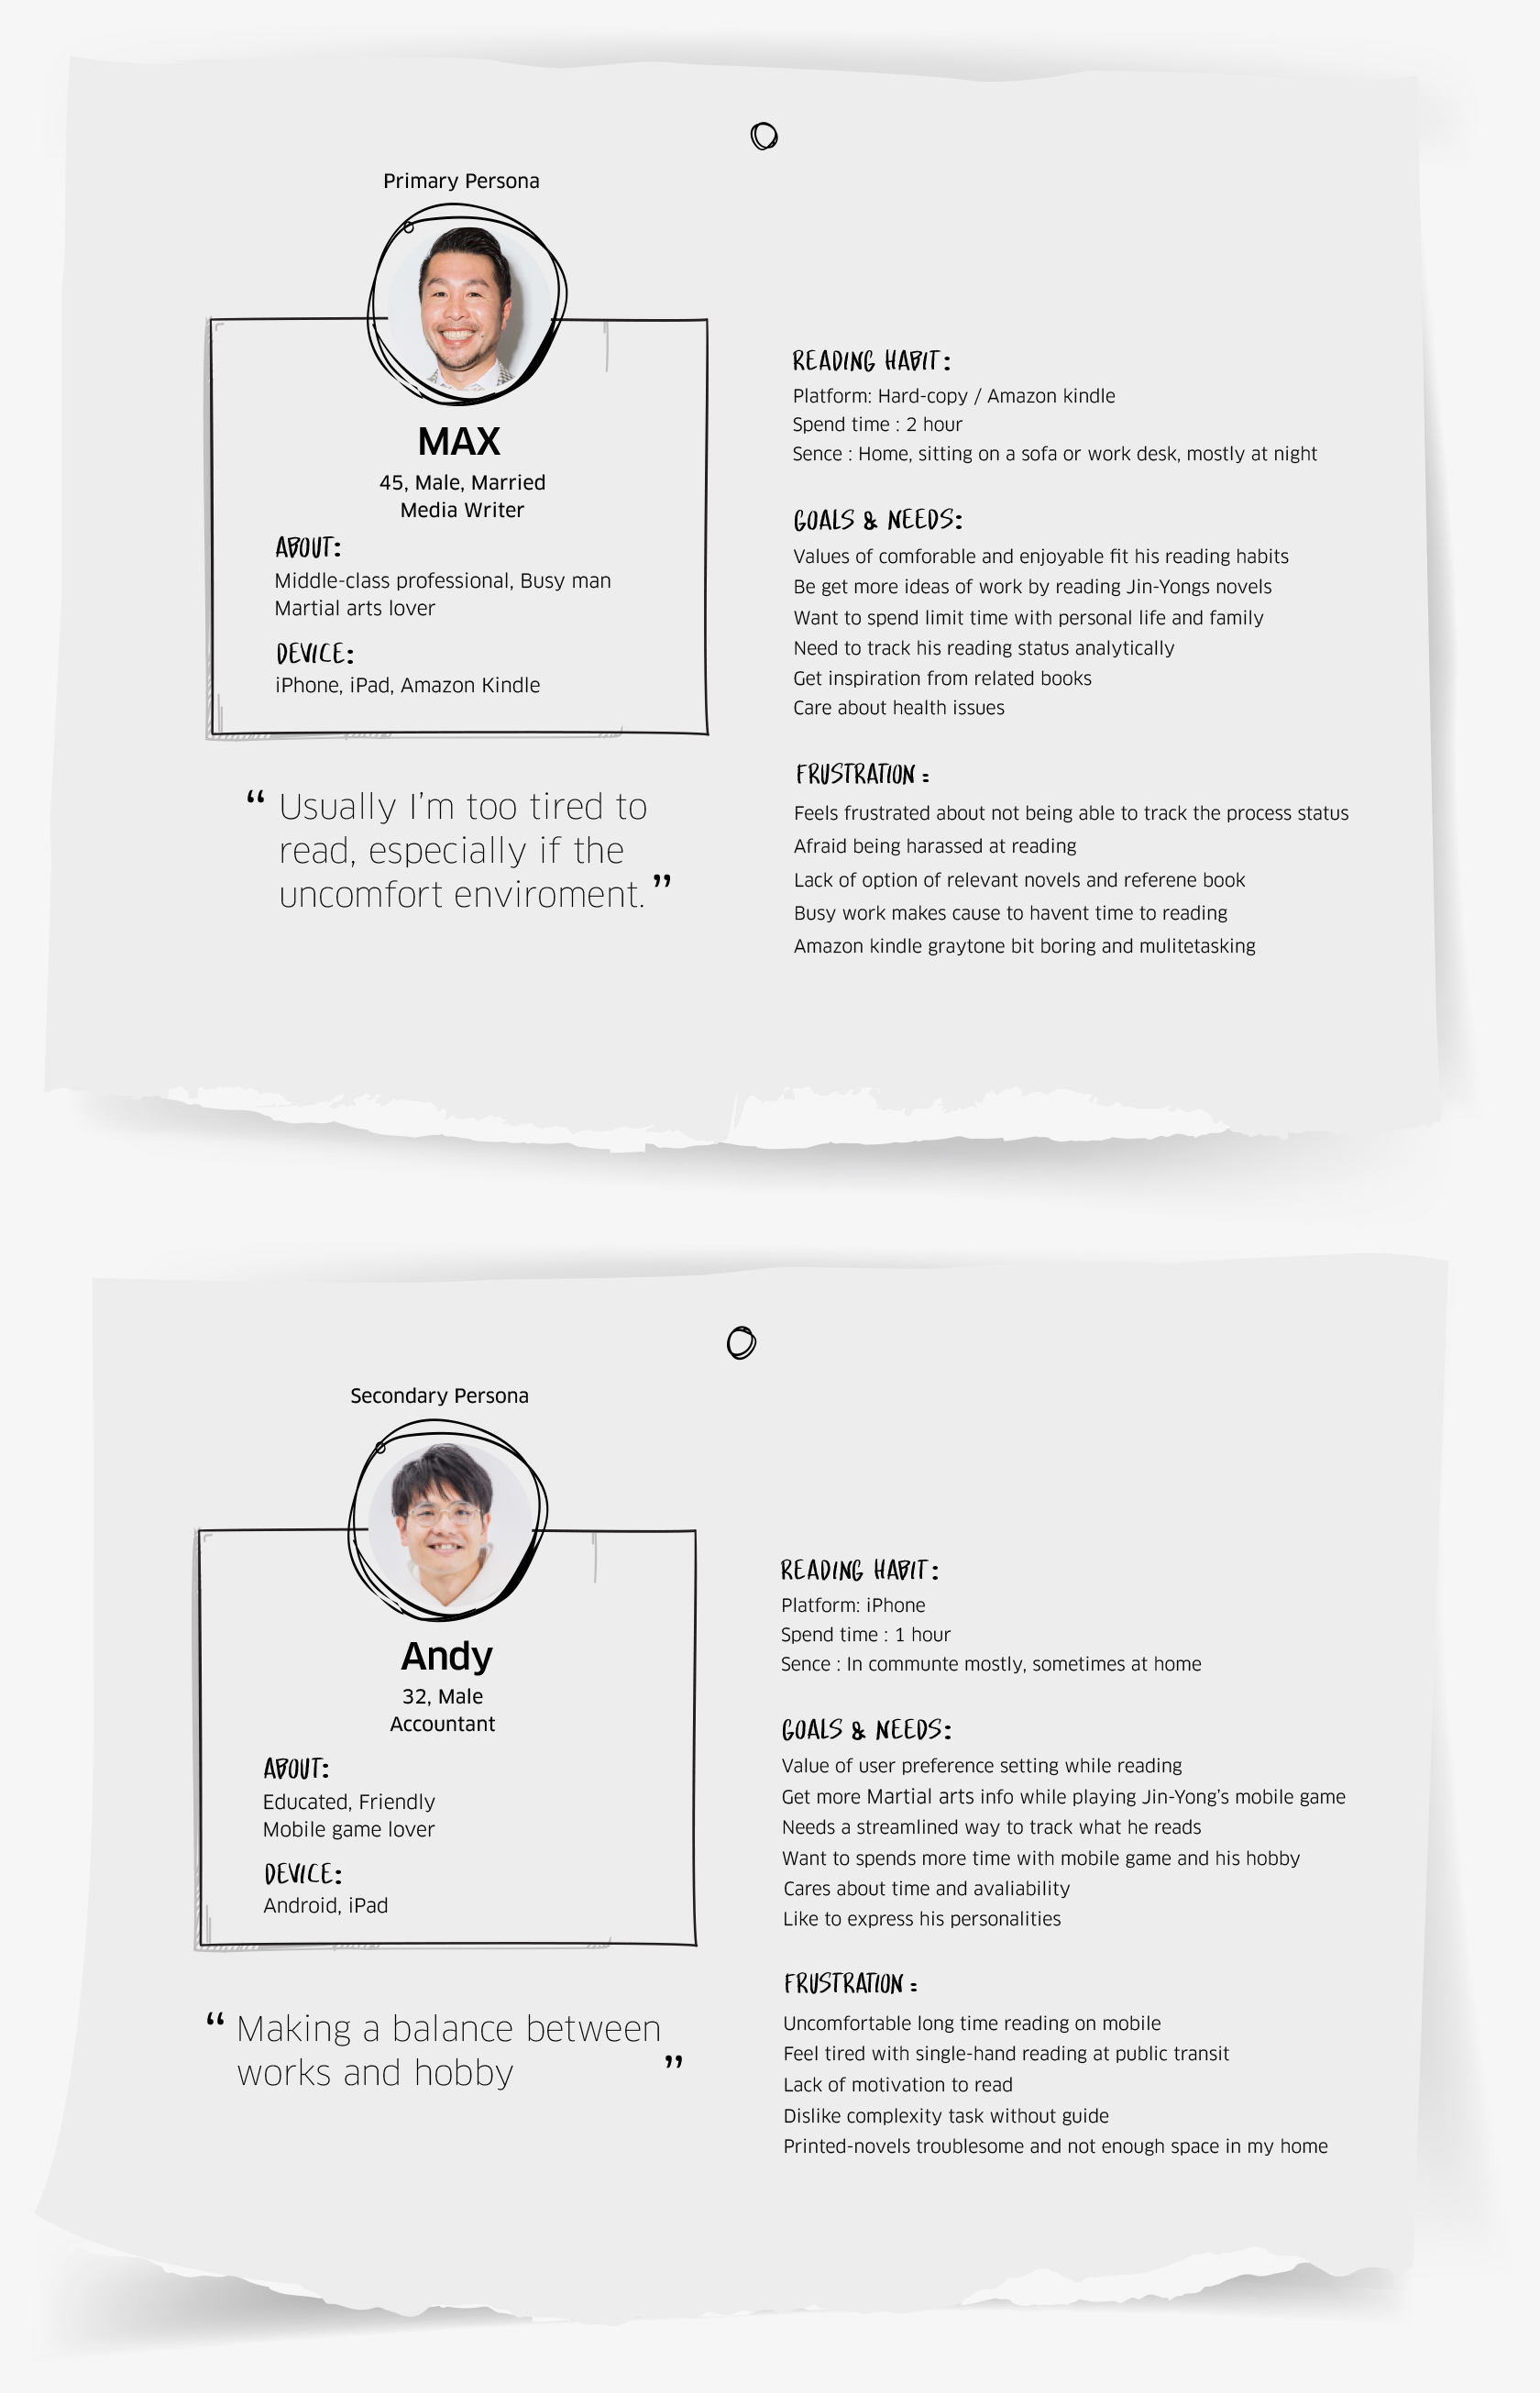 Primary Persona
MAX
45, Male, Married
Media Writer
ABOUT:
Middle-class professional, Busy man
Martial arts lover
DEVICE:
iPhone, iPad, Amazon Kindle
“ Usually I’m too tired to
read, especially if the
uncomfort enviroment. ”
READING HABIT:
Platform: Hard-copy / Amazon kindle
Spend time : 2 hour
Sence : Home, sitting on a sofa or work desk, mostly at night
GOALS & NEEDS:
Values of comforable and enjoyable fit his reading habits
Be get more ideas of work by reading Jin-Yongs novels
Want to spend limit time with personal life and family
Need to track his reading status analytically
Get inspiration from related books
Care about health issues
FRUSTRATION :
Feels frustrated about not being able to track the process status
Afraid being harassed at reading
Lack of option of relevant novels and referene book
Busy work makes cause to havent time to reading
Amazon kindle graytone bit boring and mulitetasking
Secondary Persona
Andy
32, Male
Accountant
ABOUT:
Educated, Friendly
Mobile game lover
DEVICE:
Android, iPad
“ Making a balance between
works and hobby ”
READING HABIT:
Platform: iPhone
Spend time : 1 hour
Sence : In communte mostly, sometimes at home
GOALS & NEEDS:
Value of user preference setting while reading
Get more Martial arts info while playing Jin-Yong’s mobile game
Needs a streamlined way to track what he reads
Want to spends more time with mobile game and his hobby
Cares about time and avaliability
Like to express his personalities
FRUSTRATION :
Uncomfortable long time reading on mobile
Feel tired with single-hand reading at public transit
Lack of motivation to read
Dislike complexity task without guide
Printed-novels troublesome and not enough space in my home